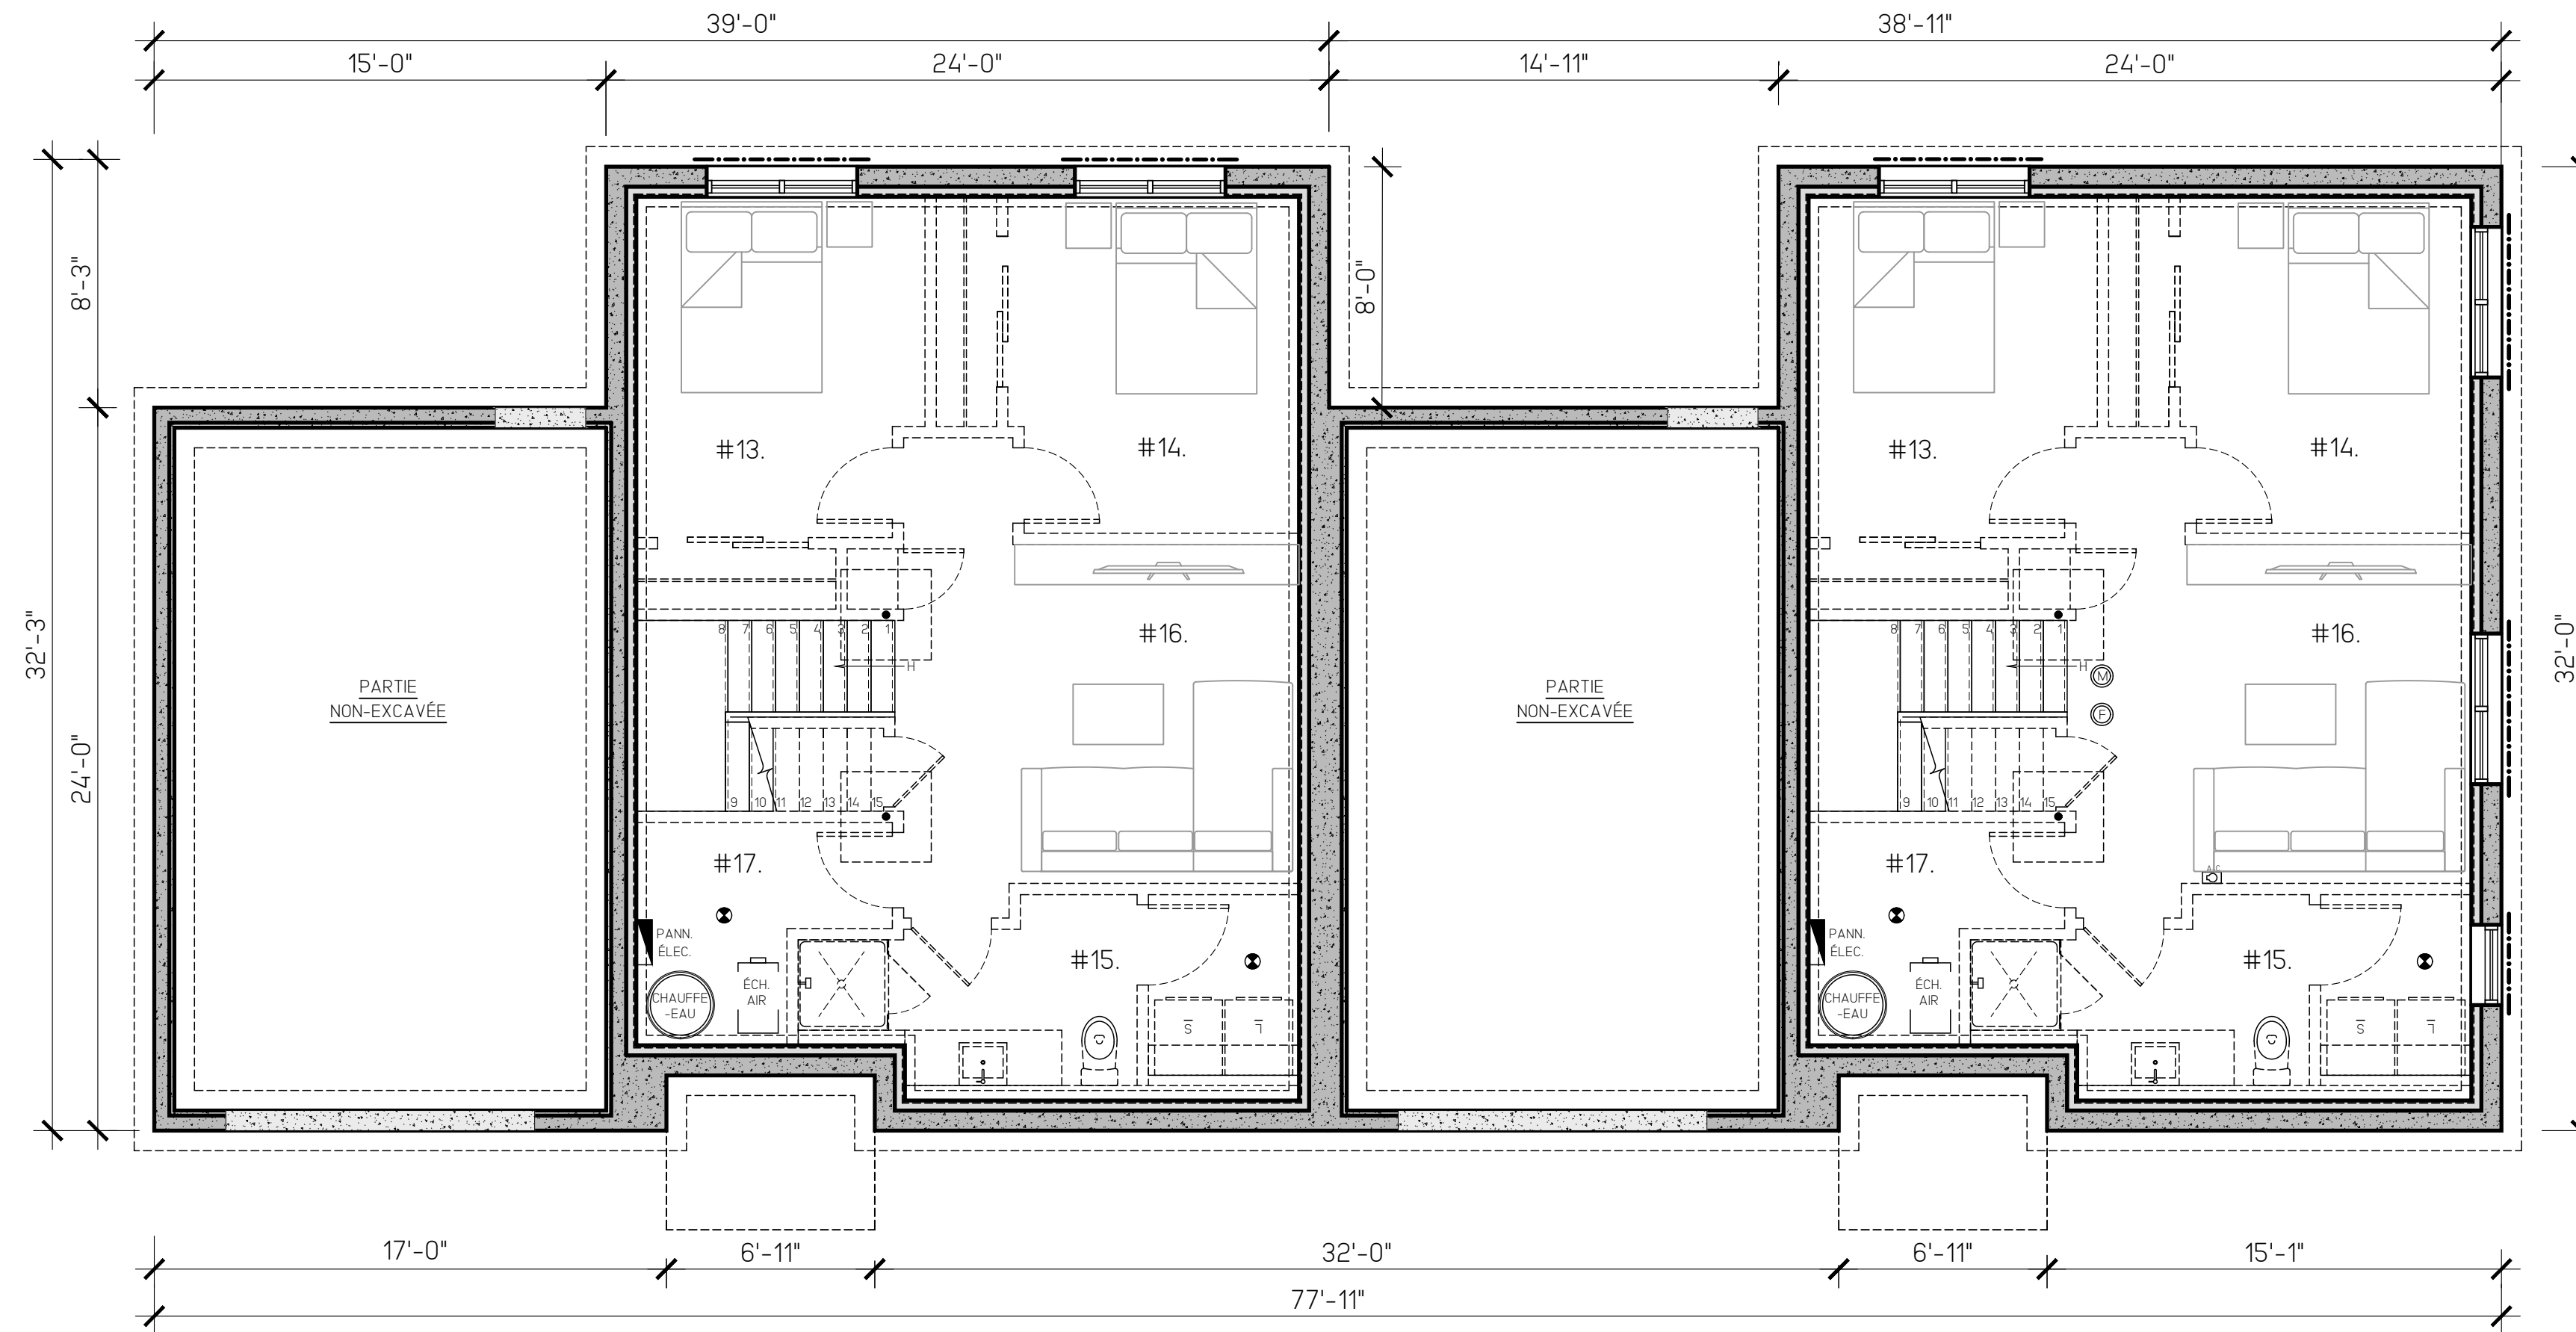 39'-0"
38'-11"
15'-0"
24'-0"
14'-11"
24'-0"
8'-3"
8'-0"
32'-3"
24'-0"
32'-0"
#13.
#14.
8 7 6 5 4 3 2 1
H
#16.
PARTIE
NON-EXCAVÉE
9 10 11 12 13 14 15
#17.
PANN.
ÉLEC.
CHAUFFE
-EAU
ÉCH.
AIR
#15.
S
L
PARTIE
NON-EXCAVÉE
#13.
#14.
8 7 6 5 4 3 2 1
H
M
F
#16.
9 10 11 12 13 14 15
#17.
PANN.
ÉLEC.
CHAUFFE
-EAU
ÉCH.
AIR
#15.
S
L
17'-0"
6'-11"
32'-0"
6'-11"
15'-1"
77'-11"